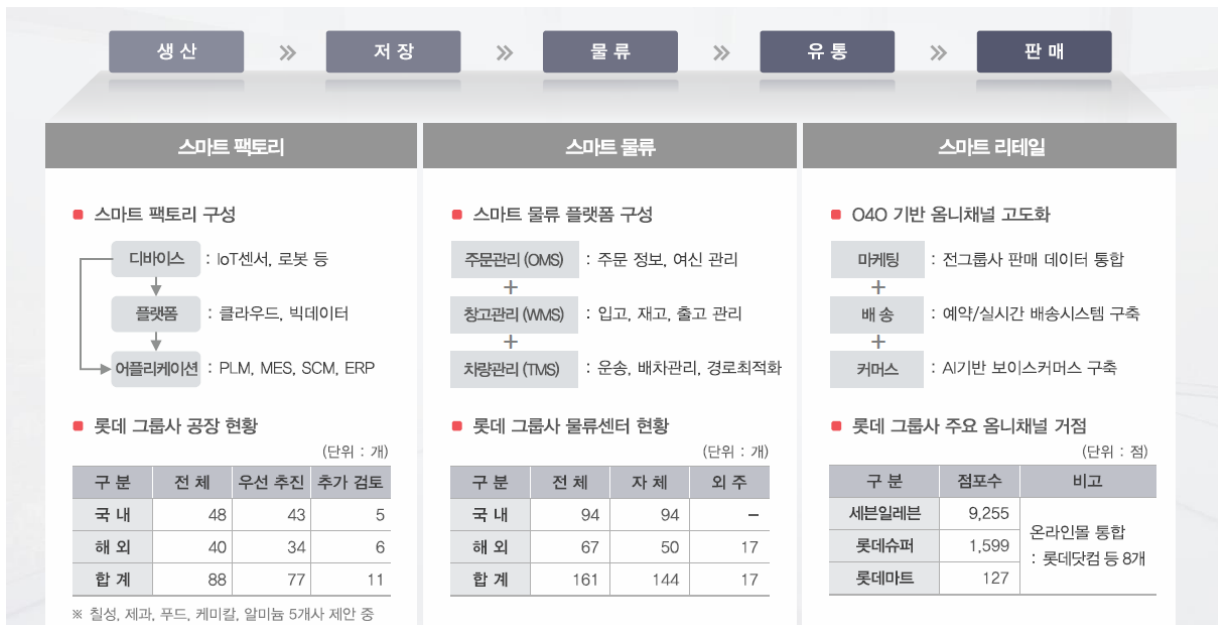 생 산 » 저 장 » 물 류 » 유 통 » 판 매
스마트 팩토리
■ 스마트 팩토리 구성
디바이스 : IoT센서, 로봇 등
플랫폼 : 클라우드, 빅데이터
어플리케이션 : PLM, MES, SCM, ERP
■ 롯데 그룹사 공장 현황
(단위 : 개)
구 분 전 체 우선 추진 추가 검토
국 내 48 43 5
해 외 40 34 6
합 계 88 77 11
※ 칠성, 제과, 푸드, 케미칼, 알미늄 5개사 제안 중
스마트 물류
■ 스마트 물류 플랫폼 구성
주문관리 (OMS) : 주문 정보, 여신 관리
+
창고관리 (WMS) : 입고, 재고, 출고 관리
+
차량관리 (TMS) : 운송, 배차관리, 경로최적화
■ 롯데 그룹사 물류센터 현황
(단위 : 개)
구 분 전 체 자 체 외 주
국 내 94 94 –
해 외 67 50 17
합 계 161 144 17
스마트 리테일
■ O4O 기반 옴니채널 고도화
마케팅 : 전그룹사 판매 데이터 통합
+
배 송 : 예약/실시간 배송시스템 구축
+
커머스 : AI기반 보이스커머스 구축
■ 롯데 그룹사 주요 옴니채널 거점
(단위 : 점)
구 분 점포수 비고
세븐일레븐 9,255
롯데슈퍼 1,599
롯데마트 127
온라인몰 통합
: 롯데닷컴 등 8개